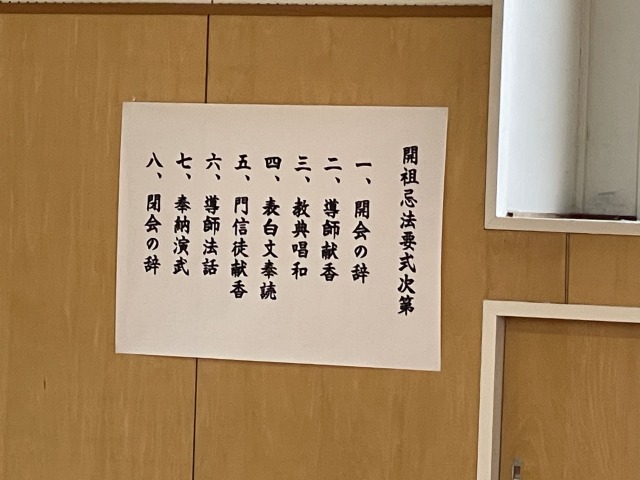 開祖忌法要式次第
一、開会の辞
二、導師献香
三、教典唱和
四、表白文奉読
五、門信徒献香
六、導師法話
七、奉納演武
八、閉会の辞